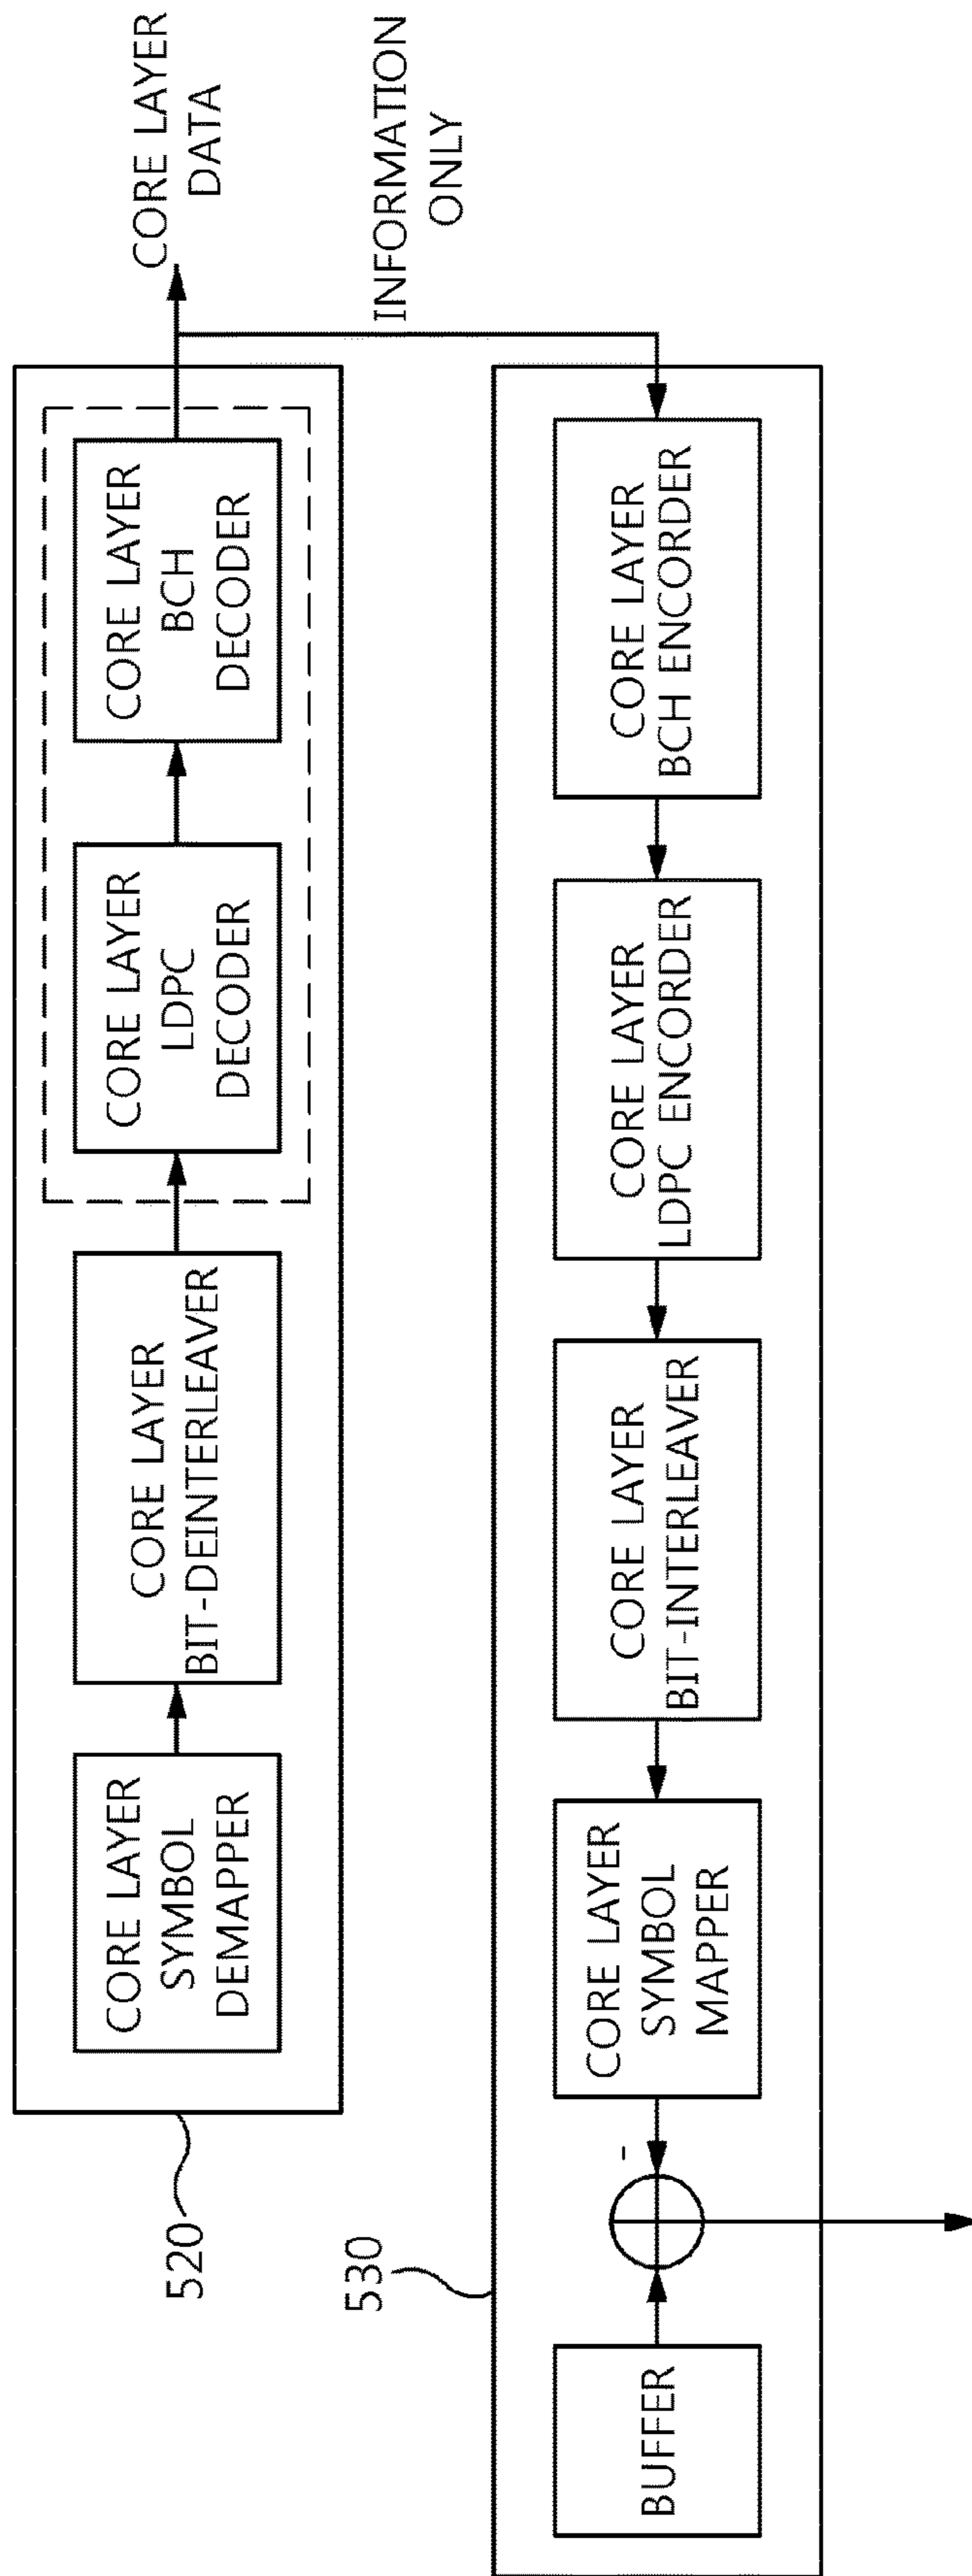 520
CORE LAYER
SYMBOL
DEMAPPER
CORE LAYER
BIT-DEINTERLEAVER
CORE LAYER
LDPC
DECODER
CORE LAYER
BCH
DECODER
CORE LAYER
DATA
INFORMATION
ONLY
530
BUFFER
-
CORE LAYER
SYMBOL
MAPPER
CORE LAYER
BIT-INTERLEAVER
CORE LAYER
LDPC ENCORDER
CORE LAYER
BCH ENCORDER